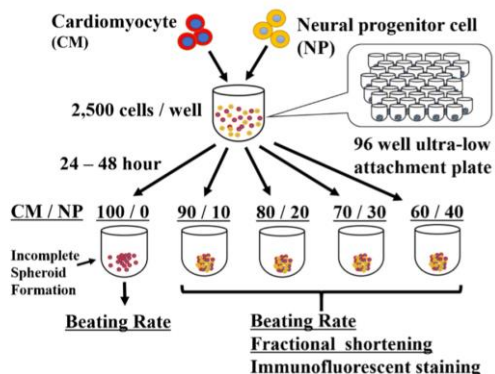 Cardiomyocyte
(CM)
Neural progenitor cell
(NP)
2,500 cells / well
96 well ultra-low
attachment plate
24 – 48 hour
CM / NP 100 / 0 90 / 10 80 / 20 70 / 30 60 / 40
Incomplete
Spheroid
Formation
Beating Rate
Beating Rate
Fractional shortening
Immunofluorescent staining